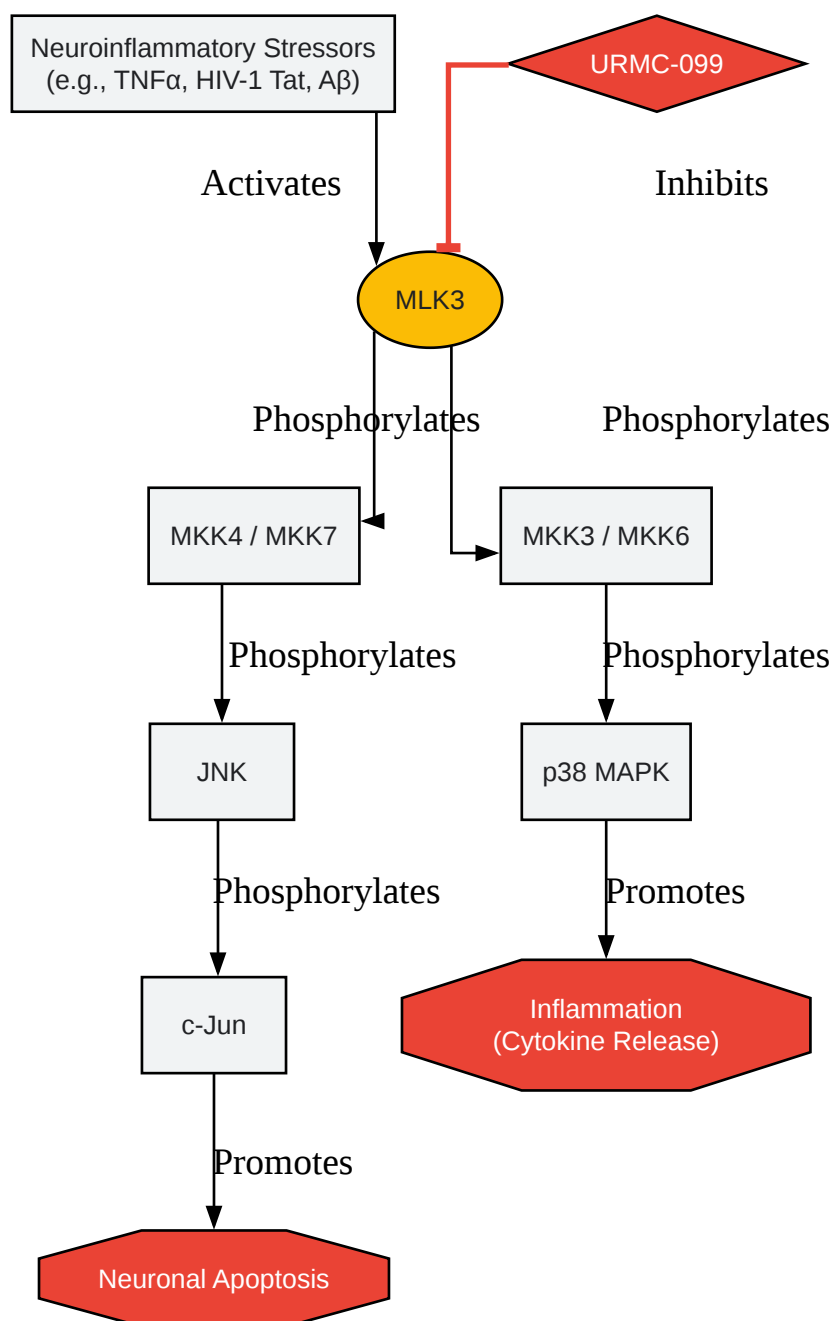 Neuroinflammatory Stressors
(e.g., TNFα, HIV-1 Tat, Aβ)
URMC-099
Activates
Inhibits
MLK3
Phosphorylates
Phosphorylates
MKK4 / MKK7
MKK3 / MKK6
Phosphorylates
Phosphorylates
JNK
p38 MAPK
Phosphorylates
Promotes
Inflammation
(Cytokine Release)
c-Jun
Promotes
Neuronal Apoptosis